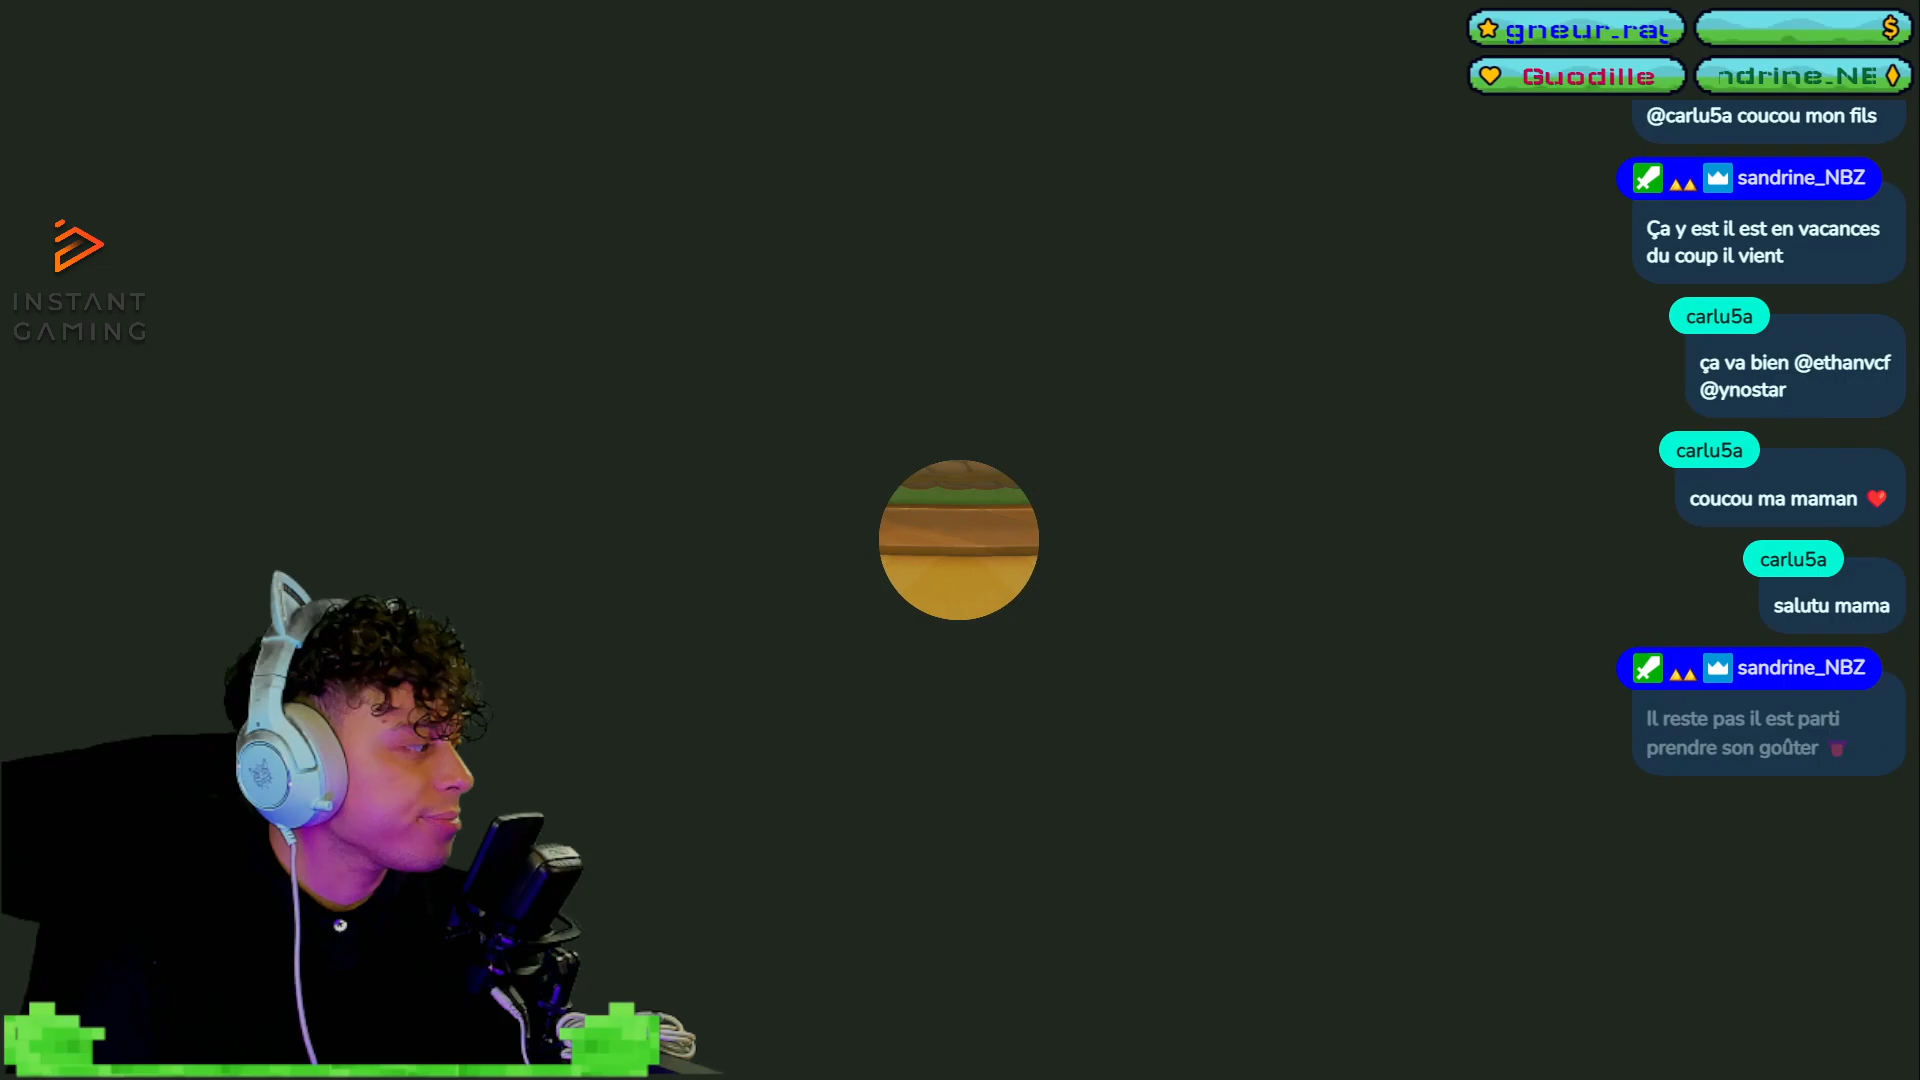 gneur_ray
$
Guodille
ndrine_NB
@carlu5a coucou mon fils
sandrine_NBZ
Ça y est il est en vacances
du coup il vient
INSTANT
GAMING
carlu5a
ça va bien @ethanvcf
@ynostar
carlu5a
coucou ma maman ❤️
carlu5a
salutu mama
sandrine_NBZ
Il reste pas il est parti
prendre son goûter